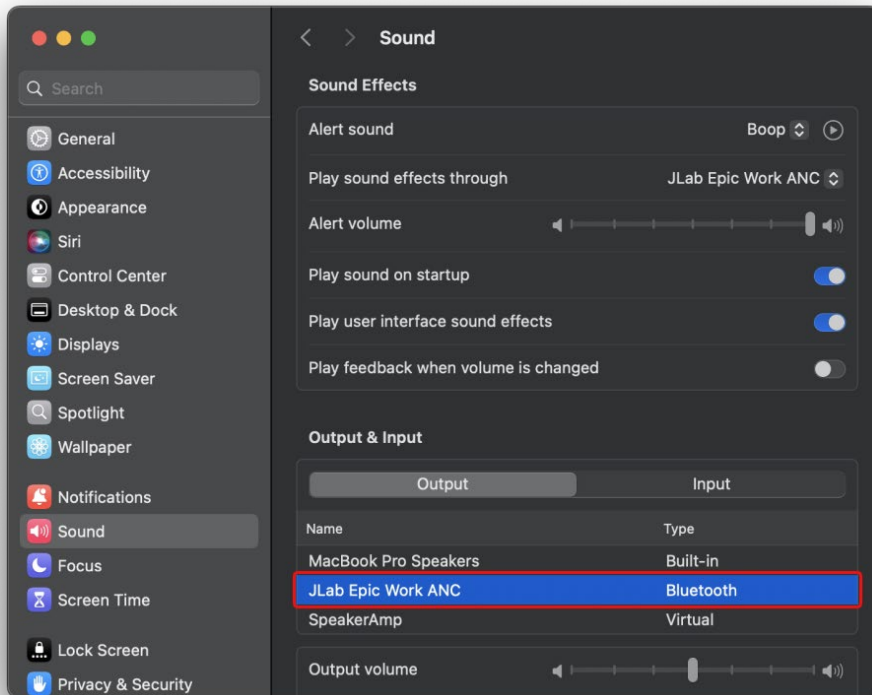 Search
General
Accessibility
Appearance
Siri
Control Center
Desktop & Dock
Displays
Screen Saver
Spotlight
Wallpaper
Notifications
Sound
Focus
Screen Time
Lock Screen
Privacy & Security
Sound
Sound Effects
Alert sound Boop
Play sound effects through JLab Epic Work ANC
Alert volume
Play sound on startup
Play user interface sound effects
Play feedback when volume is changed
Output & Input
Output Input
Name Type
MacBook Pro Speakers Built-in
JLab Epic Work ANC Bluetooth
SpeakerAmp Virtual
Output volume